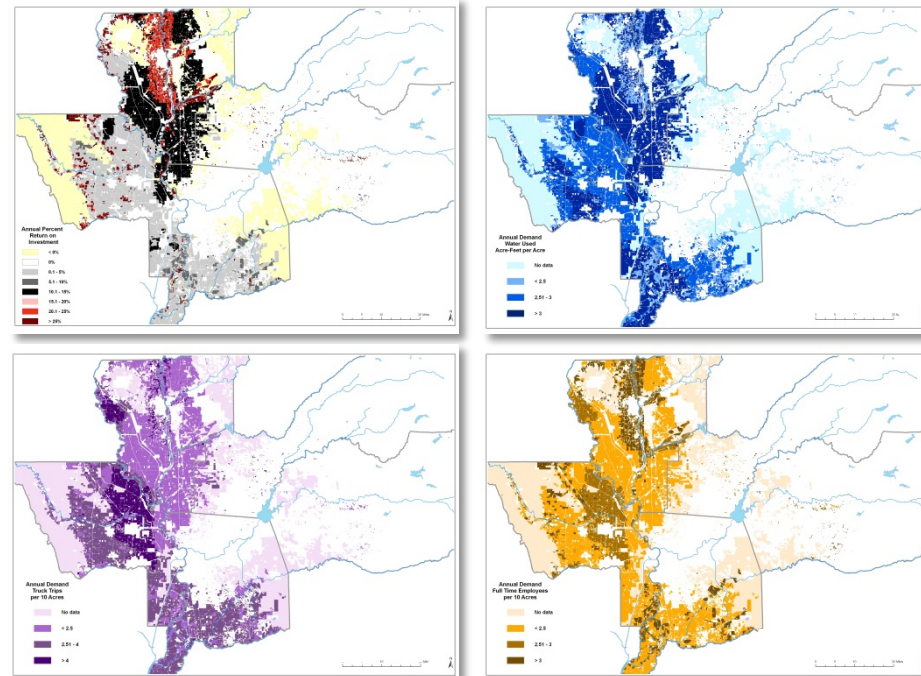 Annual Percent
Return on
Investment
< 0%
0%
0.1 - 5%
5.1 - 10%
10.1 - 15%
15.1 - 20%
20.1 - 25%
> 25%
Annual Demand
Water Used
Acre-Feet per Acre
No data
< 2.5
2.51 - 3
> 3
Annual Demand
Truck Trips
per 10 Acres
No data
< 2.5
2.51 - 4
> 4
Annual Demand
Full Time Employees
per 10 Acres
No data
< 2.5
2.51 - 3
> 3